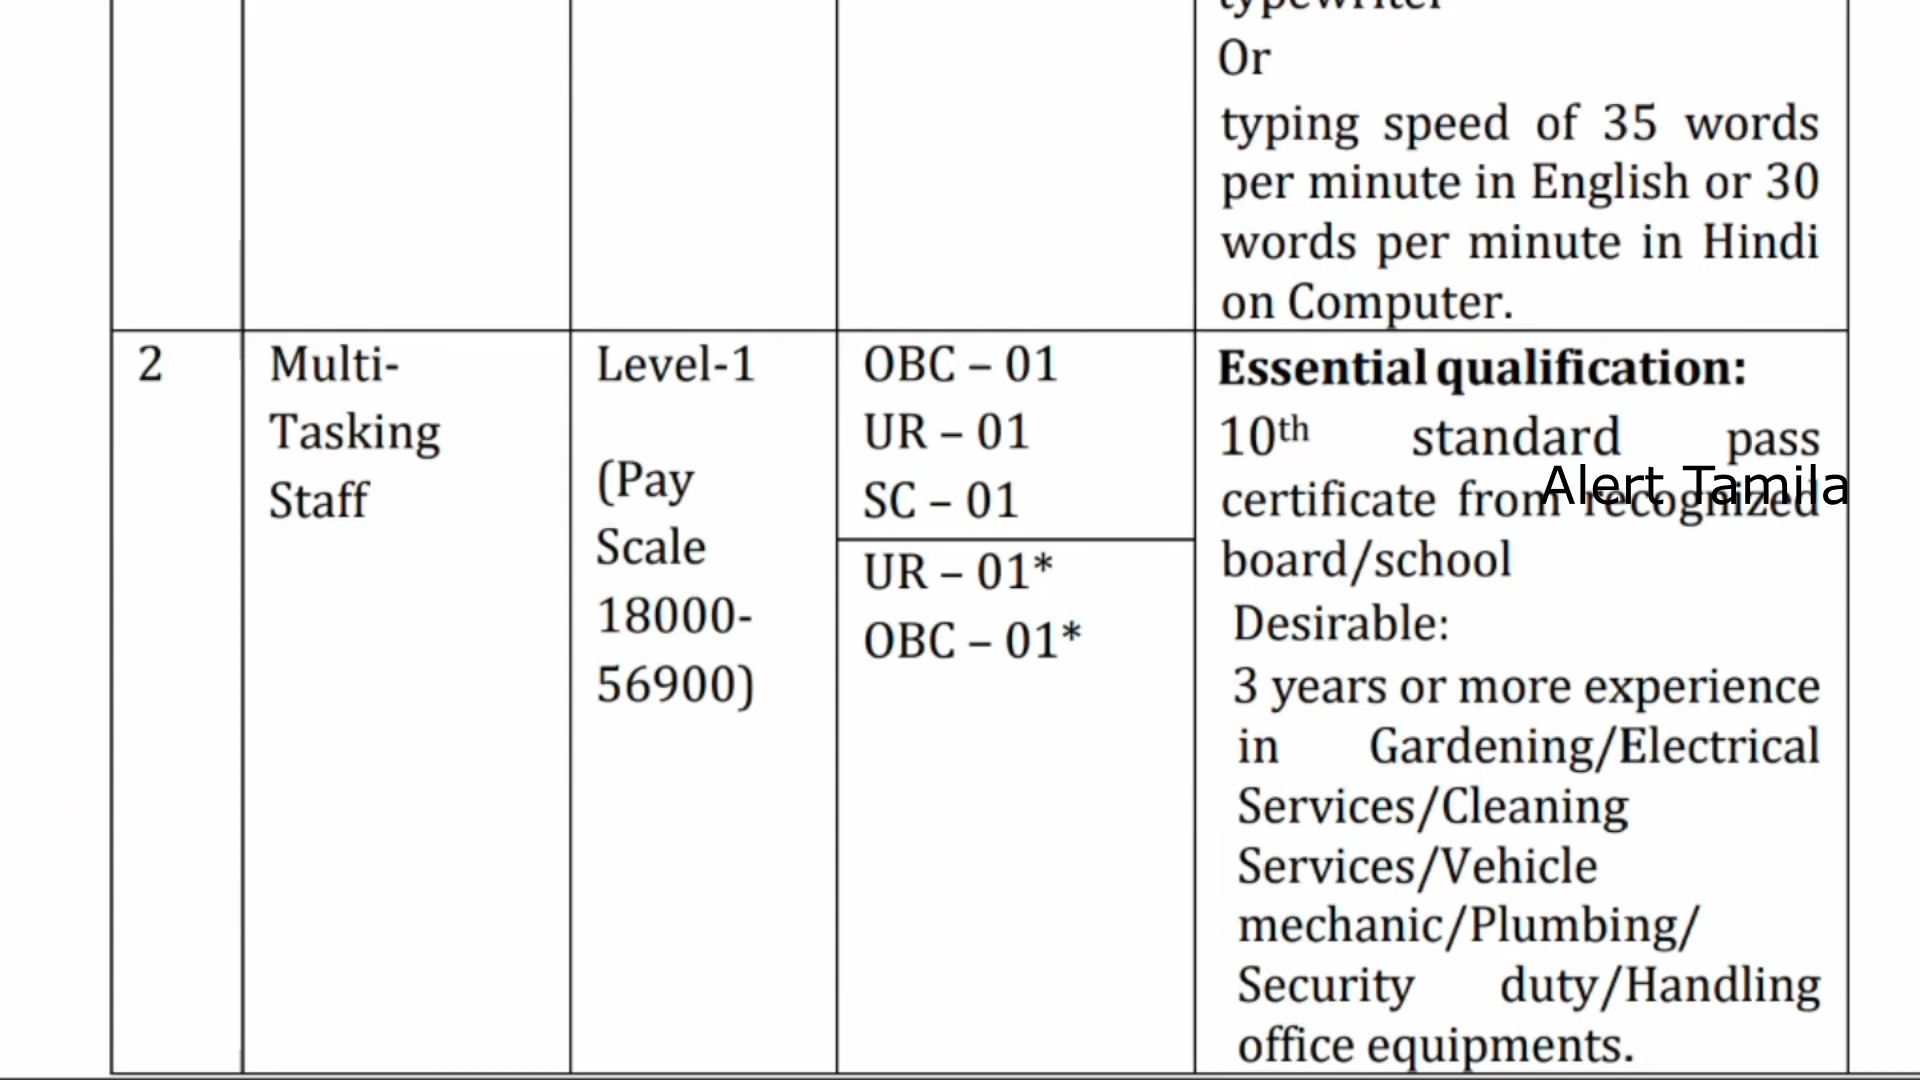 typewriter
Or
typing speed of 35 words
per minute in English or 30
words per minute in Hindi
on Computer.
2
Multi-
Tasking
Staff
Level-1
(Pay
Scale
18000-
56900)
OBC – 01
UR – 01
SC – 01
UR – 01*
OBC – 01*
Essential qualification:
10th standard pass
certificate from recognized
board/school
Desirable:
3 years or more experience
in Gardening/Electrical
Services/Cleaning
Services/Vehicle
mechanic/Plumbing/
Security duty/Handling
office equipments.
Alert Tamila